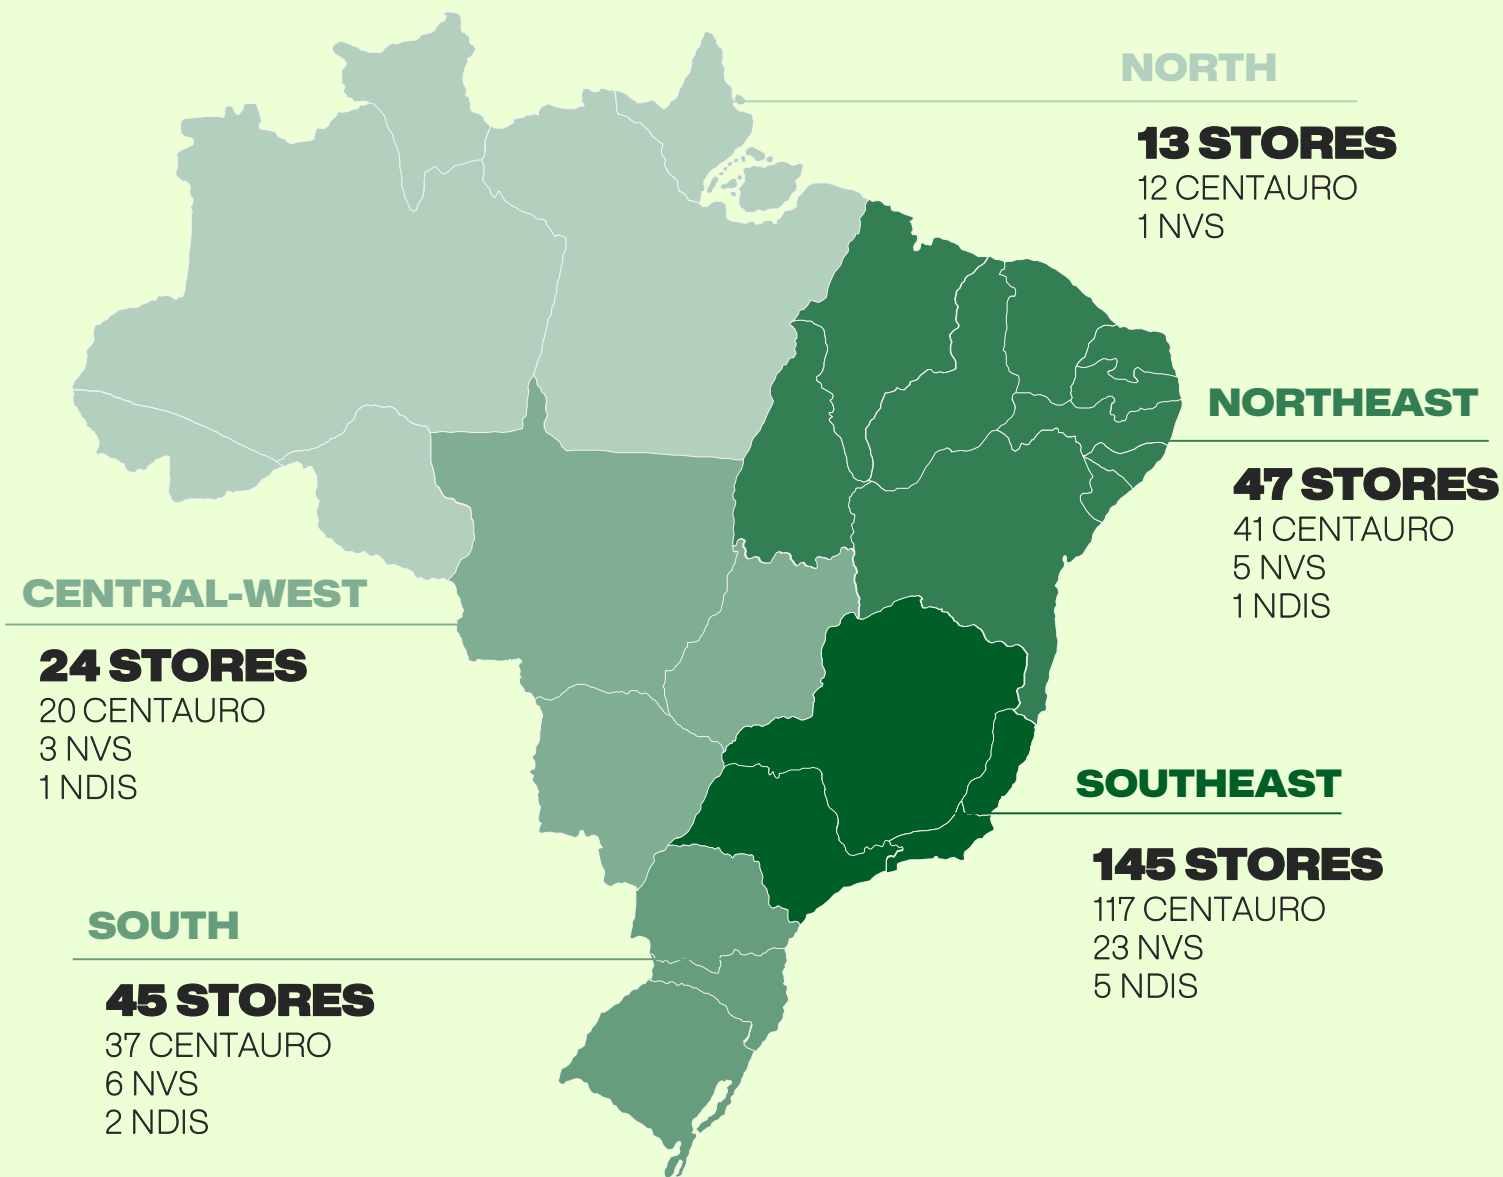 NORTH
13 STORES
12 CENTAURO
1 NVS
NORTHEAST
47 STORES
41 CENTAURO
5 NVS
1 NDIS
CENTRAL-WEST
24 STORES
20 CENTAURO
3 NVS
1 NDIS
SOUTHEAST
145 STORES
117 CENTAURO
23 NVS
5 NDIS
SOUTH
45 STORES
37 CENTAURO
6 NVS
2 NDIS